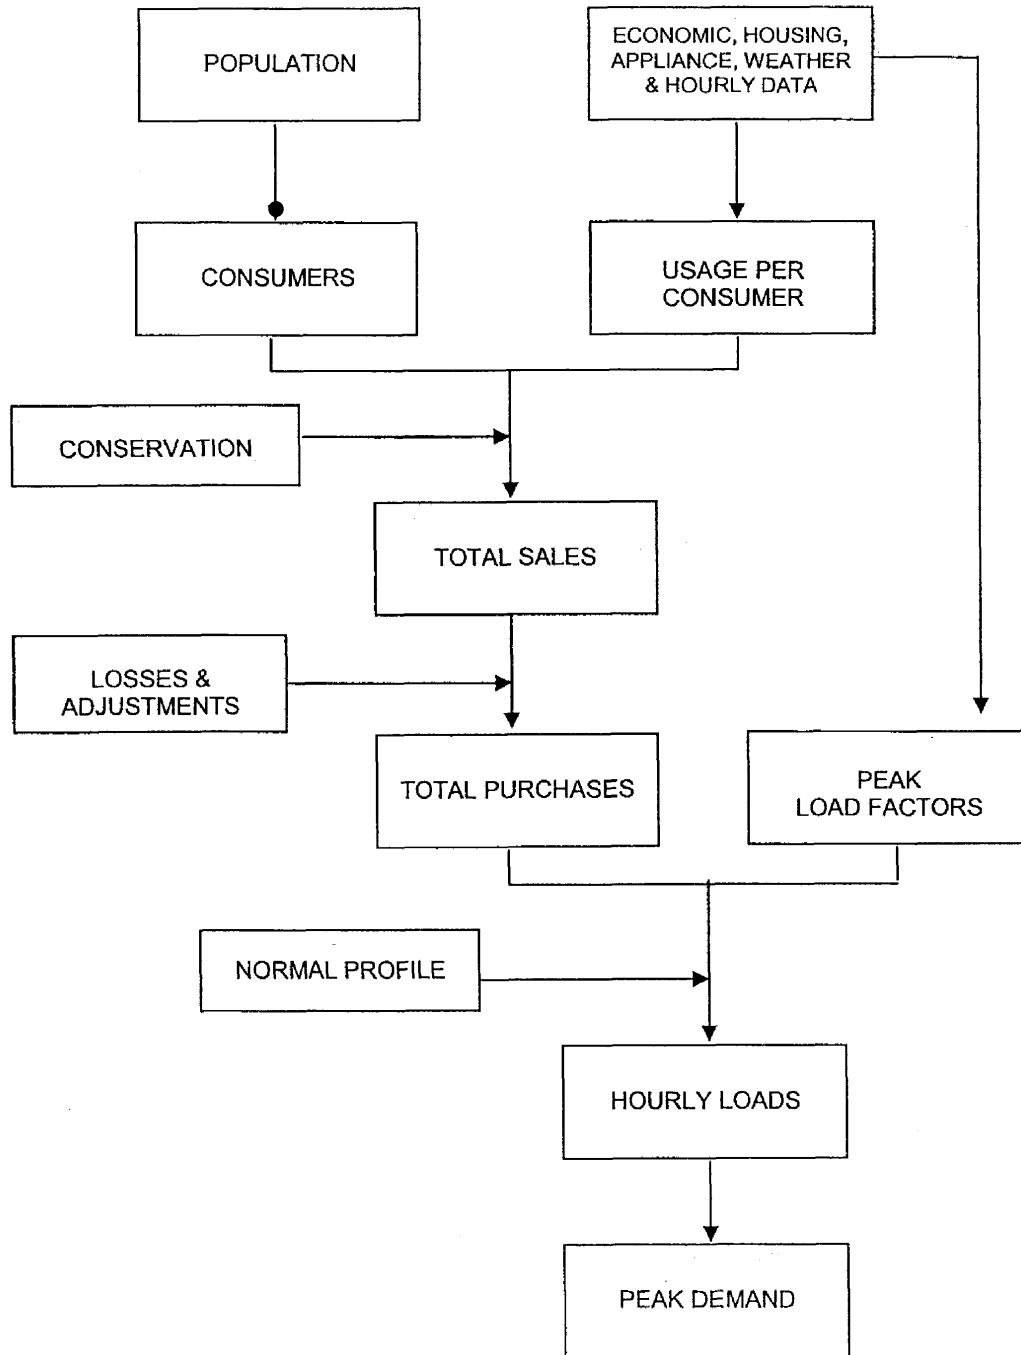 POPULATION
ECONOMIC, HOUSING,
APPLIANCE, WEATHER
& HOURLY DATA
CONSUMERS
USAGE PER
CONSUMER
CONSERVATION
TOTAL SALES
LOSSES &
ADJUSTMENTS
TOTAL PURCHASES
PEAK
LOAD FACTORS
NORMAL PROFILE
HOURLY LOADS
PEAK DEMAND